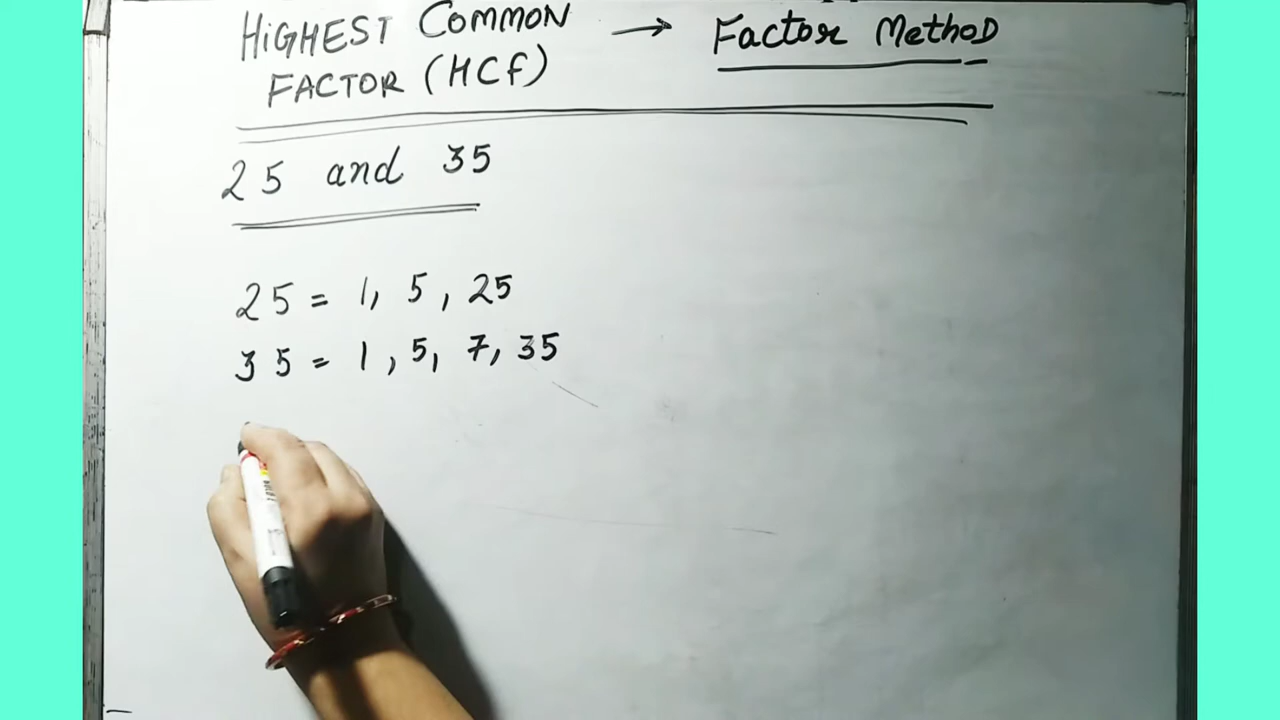 HIGHEST COMMON → Factor Method
FACTOR (HCF)
25 and 35
25 = 1, 5, 25
35 = 1, 5, 7, 35